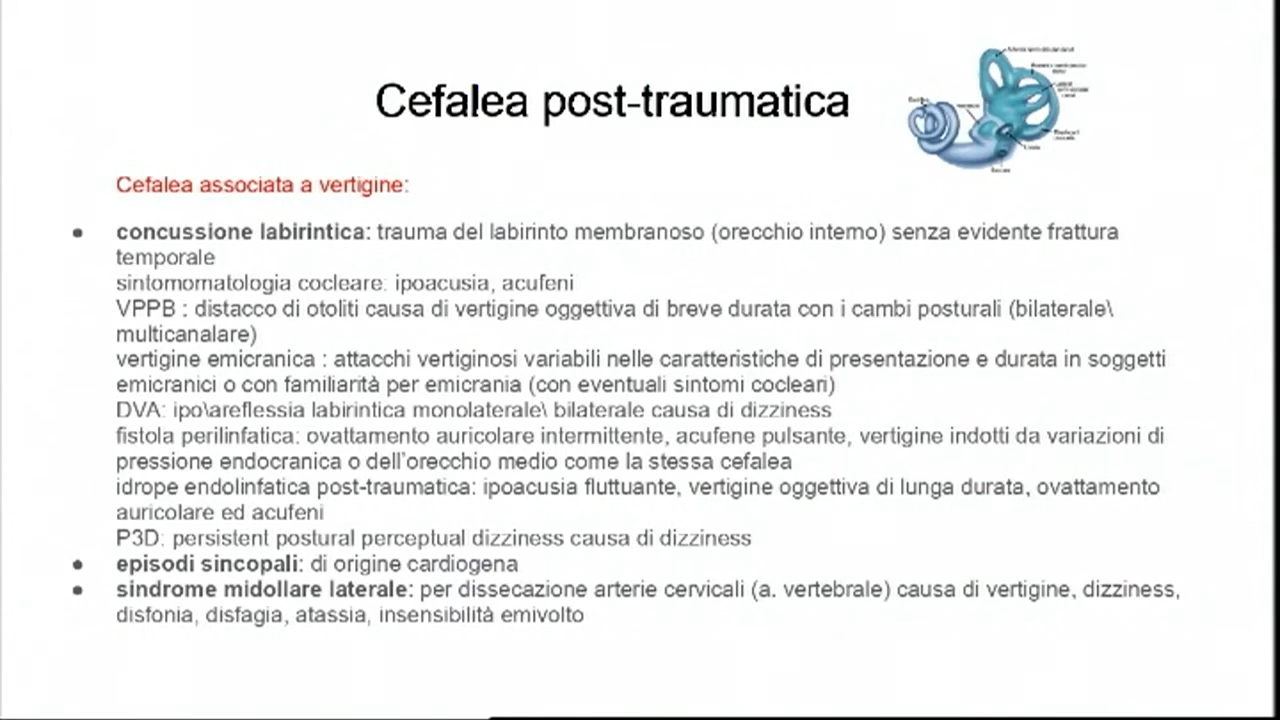 Cefalea post-traumatica
Cefalea associata a vertigine:
● concussione labirintica: trauma del labirinto membranoso (orecchio interno) senza evidente frattura
temporale
sintomomatologia cocleare: ipoacusia, acufeni
VPPB : distacco di otoliti causa di vertigine oggettiva di breve durata con i cambi posturali (bilaterale\
multicanalare)
vertigine emicranica : attacchi vertiginosi variabili nelle caratteristiche di presentazione e durata in soggetti
emicranici o con familiarità per emicrania (con eventuali sintomi cocleari)
DVA: ipo\areflessia labirintica monolaterale\ bilaterale causa di dizziness
fistola perilinfatica: ovattamento auricolare intermittente, acufene pulsante, vertigine indotti da variazioni di
pressione endocranica o dell'orecchio medio come la stessa cefalea
idrope endolinfatica post-traumatica: ipoacusia fluttuante, vertigine oggettiva di lunga durata, ovattamento
auricolare ed acufeni
P3D: persistent postural perceptual dizziness causa di dizziness
● episodi sincopali: di origine cardiogena
● sindrome midollare laterale: per dissecazione arterie cervicali (a. vertebrale) causa di vertigine, dizziness,
disfonia, disfagia, atassia, insensibilità emivolto